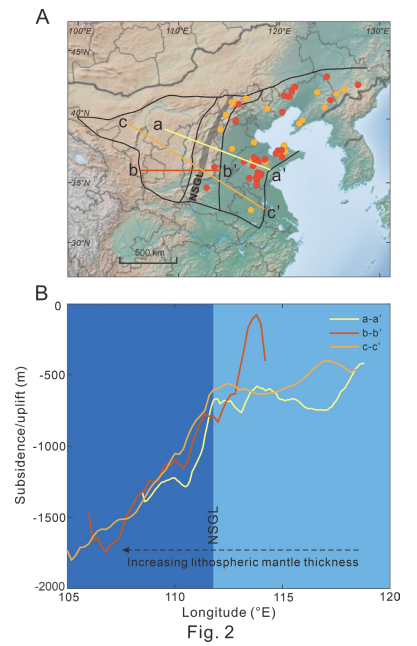 A
100°E
110°E
120°E
130°E
45°N
40°N
35°N
30°N
c
a
b
b'
a'
c'
NSGL
500 km
B
Subsidence/uplift (m)
0
-500
-1000
-1500
-2000
a-a'
b-b'
c-c'
NSGL
Increasing lithospheric mantle thickness
105
110
115
120
Longitude (°E)
Fig. 2